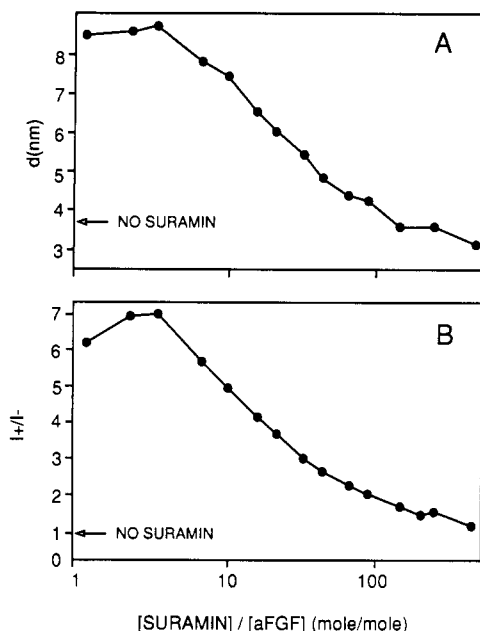 A
8
7
6
5
4
3
d(nm)
← NO SURAMIN
B
7
6
5
4
3
2
1
0
I+/I-
← NO SURAMIN
1 10 100
[SURAMIN] / [aFGF] (mole/mole)